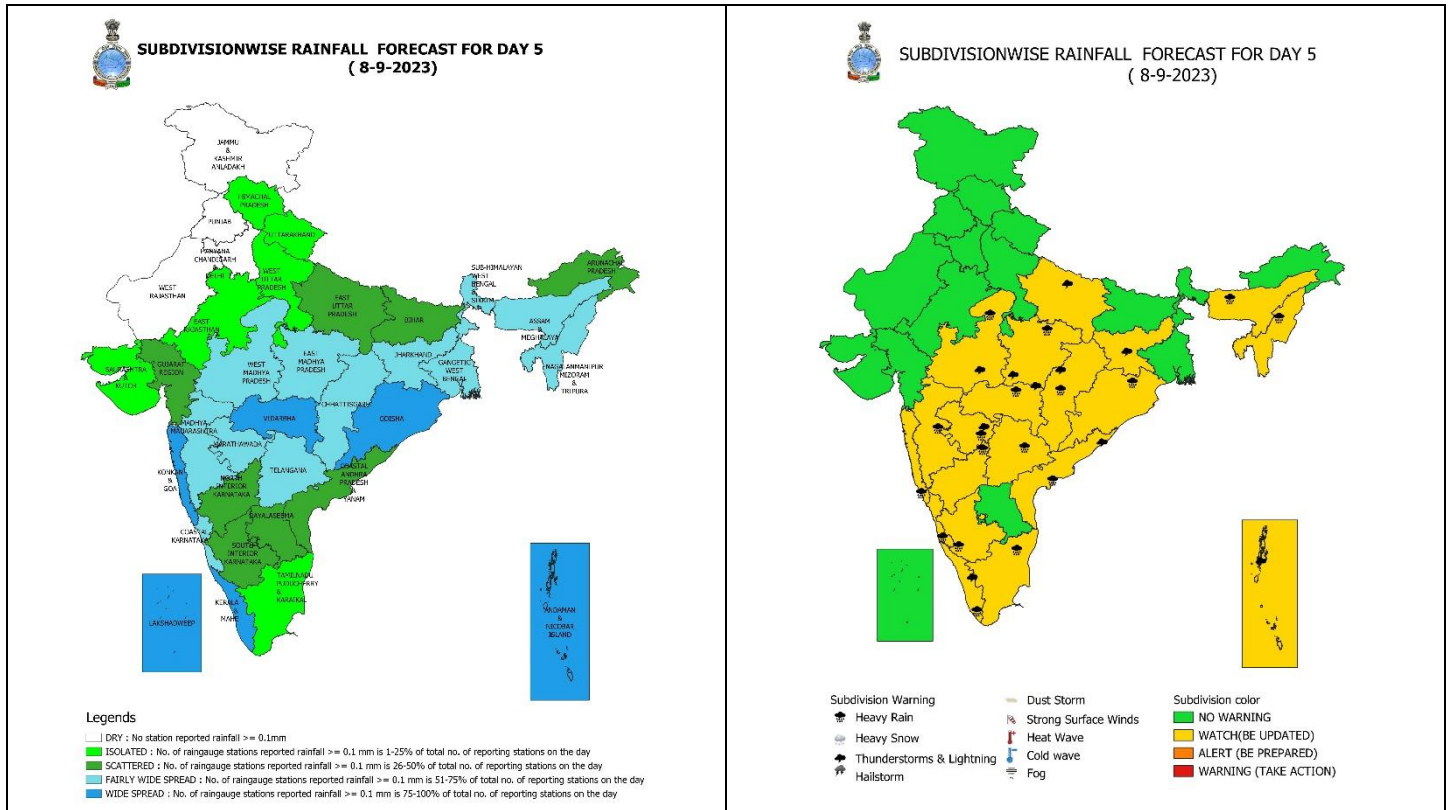 SUBDIVISIONWISE RAINFALL FORECAST FOR DAY 5
( 8-9-2023)
JAMMU
&
KASHMIR
ANLADAKH
HIMACHAL
PRADESH
PUNJAB
UTTARAKHAND
HARYANA
CHANDIGARH
&
DELHI
WEST
UTTAR
PRADESH
WEST
RAJASTHAN
EAST
RAJASTHAN
EAST
UTTAR
PRADESH
BIHAR
SUB-HIMALAYAN
WEST
BENGAL
&
SIKKIM
ARUNACHAL
PRADESH
ASSAM
&
MEGHALAYA
NAGALANMANIPUR
MIZORAM
&
TRIPURA
SAURASHTRA
&
KUTCH
GUJARAT
REGION
WEST
MADHYA
PRADESH
EAST
MADHYA
PRADESH
JHARKHAND
GANGETIC
WEST
BENGAL
CHHATTISGARH
ODESHA
VIDARBHA
MADHYA
MAHARASHTRA
MARATHAWADA
KONKAN
&
GOA
TELANGANA
COASTAL
ANDHRA
PRADESH
&
YANAM
NORTH
INTERIOR
KARNATAKA
RAYALASEEMA
COASTAL
KARNATAKA
SOUTH
INTERIOR
KARNATAKA
TAMILNADU
PUDUCHERRY
&
KARAIKAL
KERALA
&
MAHE
LAKSHADWEEP
ANDAMAN
&
NICOBAR
ISLAND
Legends
DRY : No station reported rainfall >= 0.1mm
ISOLATED : No. of raingauge stations reported rainfall >= 0.1 mm is 1-25% of total no. of reporting stations on the day
SCATTERED : No. of raingauge stations reported rainfall >= 0.1 mm is 26-50% of total no. of reporting stations on the day
FAIRLY WIDE SPREAD : No. of raingauge stations reported rainfall >= 0.1 mm is 51-75% of total no. of reporting stations on the day
WIDE SPREAD : No. of raingauge stations reported rainfall >= 0.1 mm is 75-100% of total no. of reporting stations on the day
SUBDIVISIONWISE RAINFALL FORECAST FOR DAY 5
( 8-9-2023)
Subdivision Warning
Heavy Rain
Heavy Snow
Thunderstorms & Lightning
Hailstorm
Dust Storm
Strong Surface Winds
Heat Wave
Cold wave
Fog
Subdivision color
NO WARNING
WATCH(BE UPDATED)
ALERT (BE PREPARED)
WARNING (TAKE ACTION)